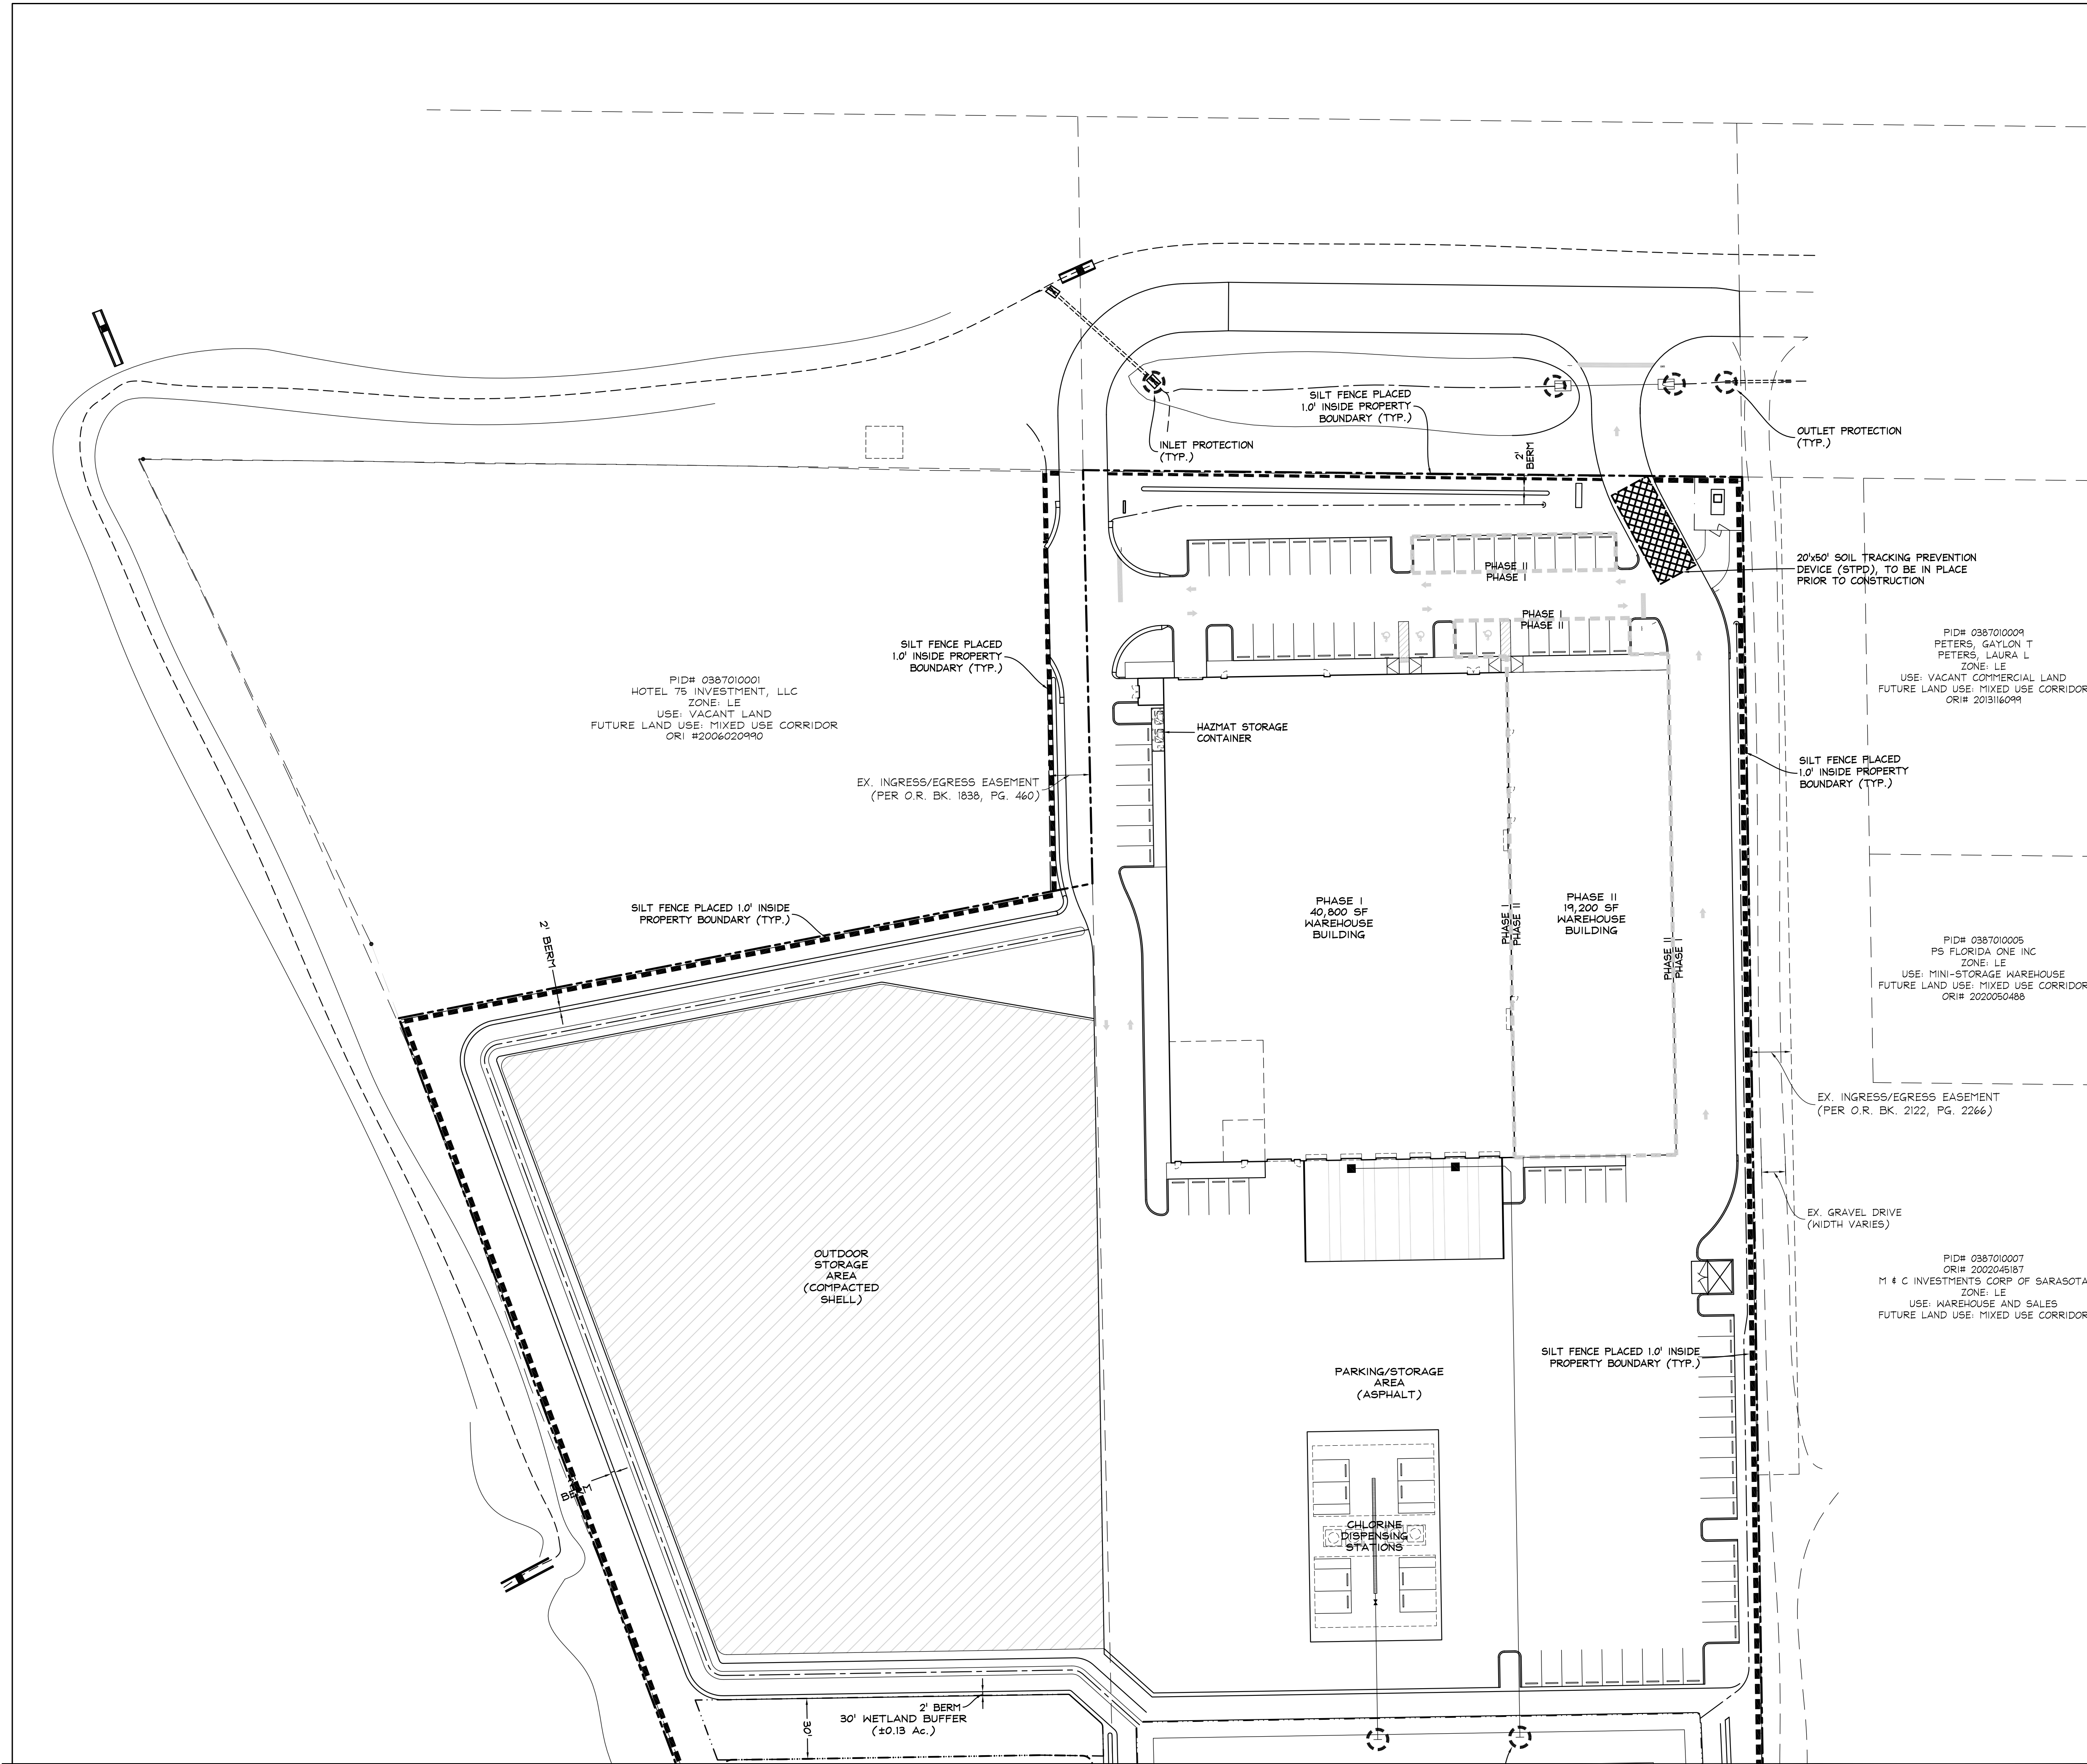 SILT FENCE PLACED
1.0' INSIDE PROPERTY
BOUNDARY (TYP.)
INLET PROTECTION
(TYP.)
2'
BERM
OUTLET PROTECTION
(TYP.)
20'x50' SOIL TRACKING PREVENTION
DEVICE (STPD), TO BE IN PLACE
PRIOR TO CONSTRUCTION
PHASE II
PHASE I
PHASE I
PHASE II
SILT FENCE PLACED
1.0' INSIDE PROPERTY
BOUNDARY (TYP.)
PID# 0387010001
HOTEL 75 INVESTMENT, LLC
ZONE: LE
USE: VACANT LAND
FUTURE LAND USE: MIXED USE CORRIDOR
ORI #2006020990
PID# 0387010009
PETERS, GAYLON T
PETERS, LAURA L
ZONE: LE
USE: VACANT COMMERCIAL LAND
FUTURE LAND USE: MIXED USE CORRIDOR
ORI# 2013116099
HAZMAT STORAGE
CONTAINER
EX. INGRESS/EGRESS EASEMENT
(PER O.R. BK. 1838, PG. 460)
SILT FENCE PLACED
1.0' INSIDE PROPERTY
BOUNDARY (TYP.)
SILT FENCE PLACED 1.0' INSIDE
PROPERTY BOUNDARY (TYP.)
2' BERM
PHASE I
40,800 SF
WAREHOUSE
BUILDING
PHASE I
PHASE II
PHASE II
19,200 SF
WAREHOUSE
BUILDING
PHASE II
PHASE I
PID# 0387010005
PS FLORIDA ONE INC
ZONE: LE
USE: MINI-STORAGE WAREHOUSE
FUTURE LAND USE: MIXED USE CORRIDOR
ORI# 2020050488
EX. INGRESS/EGRESS EASEMENT
(PER O.R. BK. 2122, PG. 2266)
EX. GRAVEL DRIVE
(WIDTH VARIES)
OUTDOOR
STORAGE
AREA
(COMPACTED
SHELL)
PID# 0387010007
ORI# 2002045187
M & C INVESTMENTS CORP OF SARASOTA
ZONE: LE
USE: WAREHOUSE AND SALES
FUTURE LAND USE: MIXED USE CORRIDOR
SILT FENCE PLACED 1.0' INSIDE
PROPERTY BOUNDARY (TYP.)
PARKING/STORAGE
AREA
(ASPHALT)
BERM
CHLORINE
DISPENSING
STATIONS
2' BERM
30' WETLAND BUFFER
(±0.13 Ac.)
30'